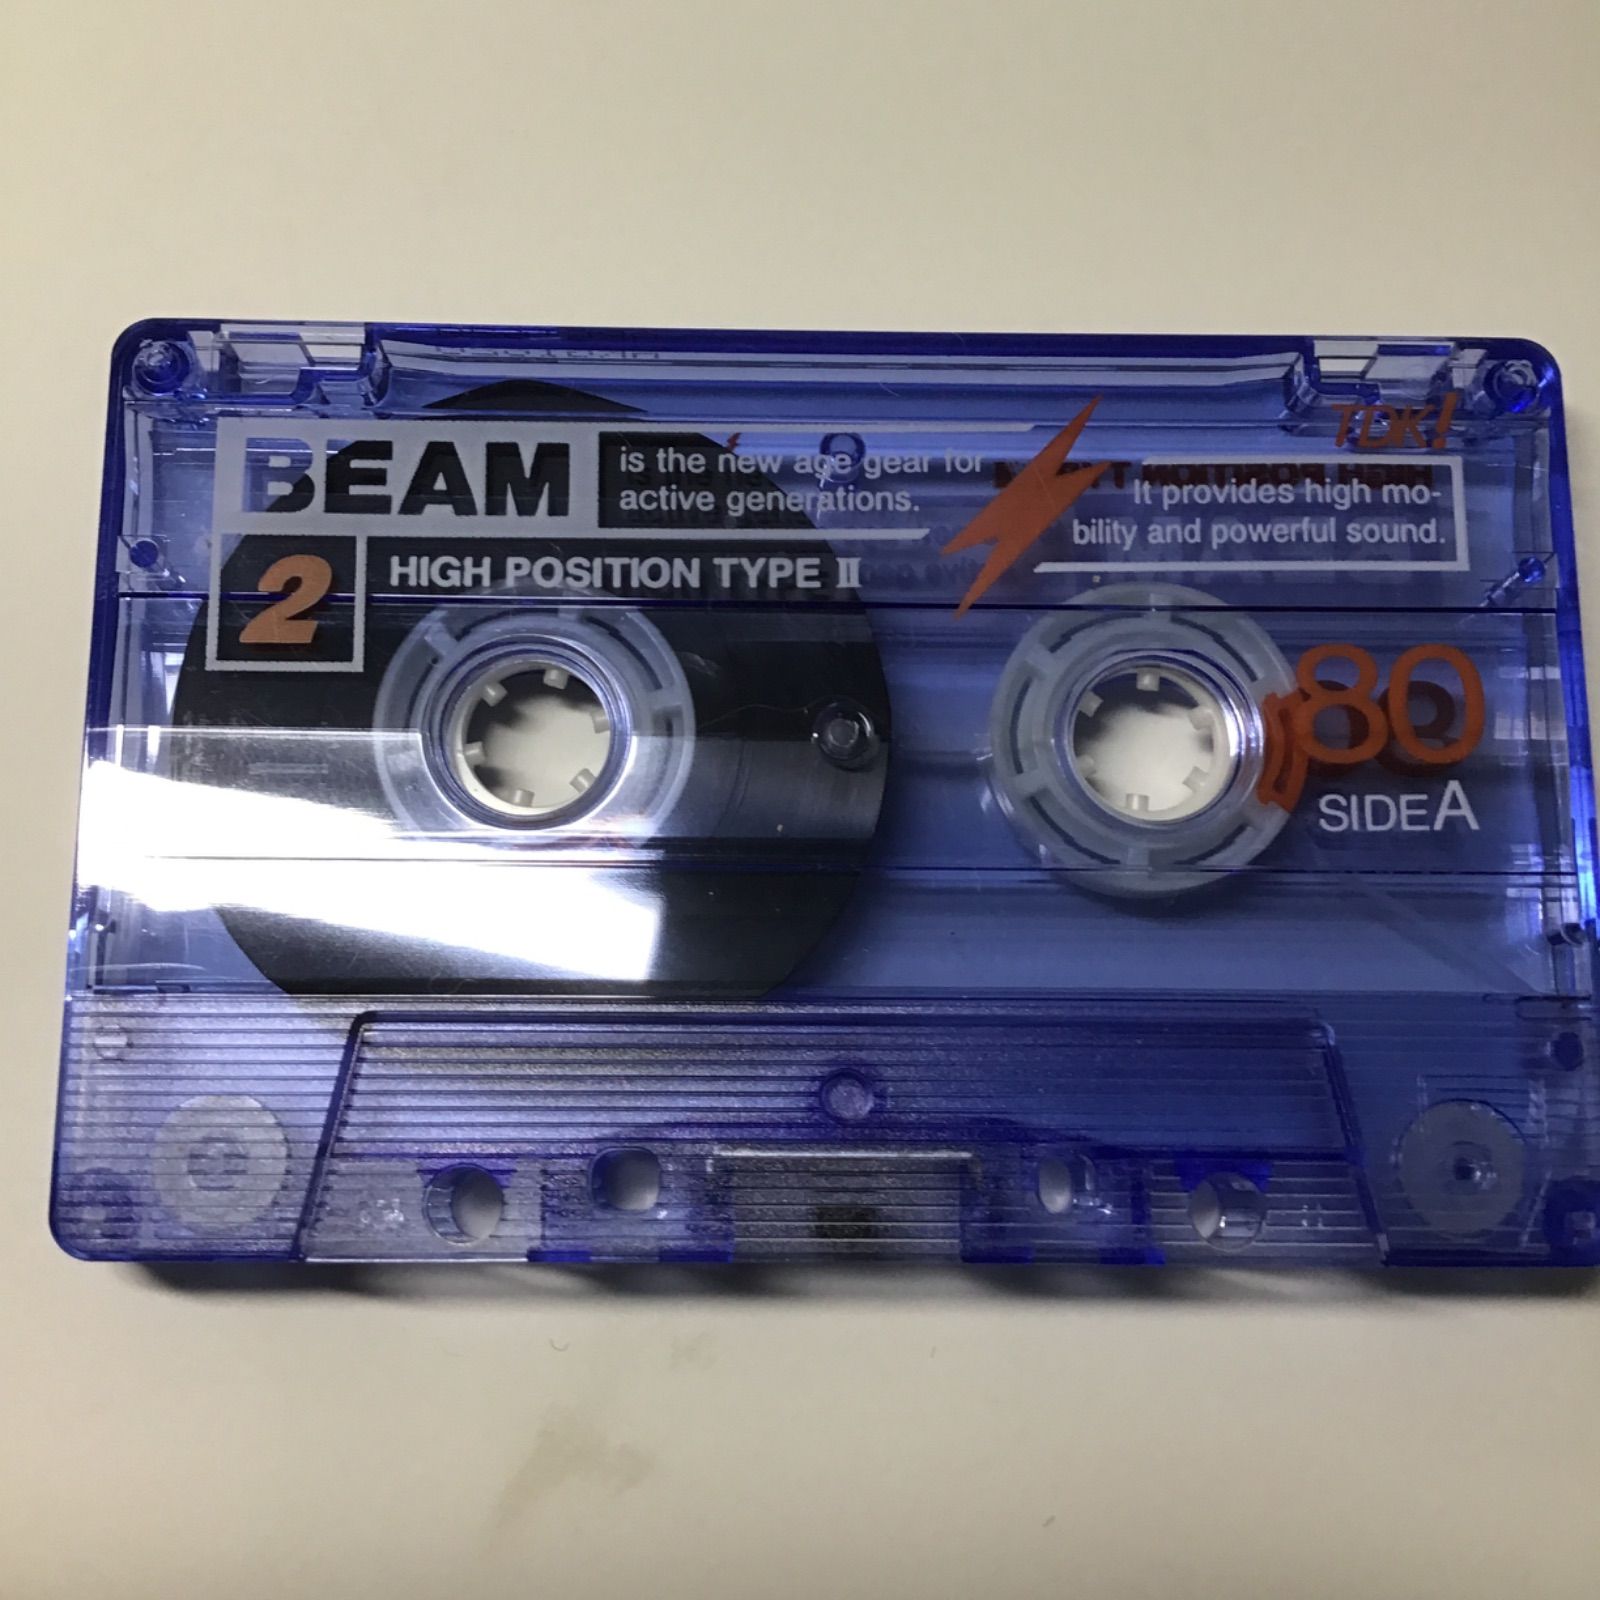 TDK!
BEAM
is the new age gear for
active generations.
It provides high mo-
bility and powerful sound.
2
HIGH POSITION TYPE II
80
SIDE A